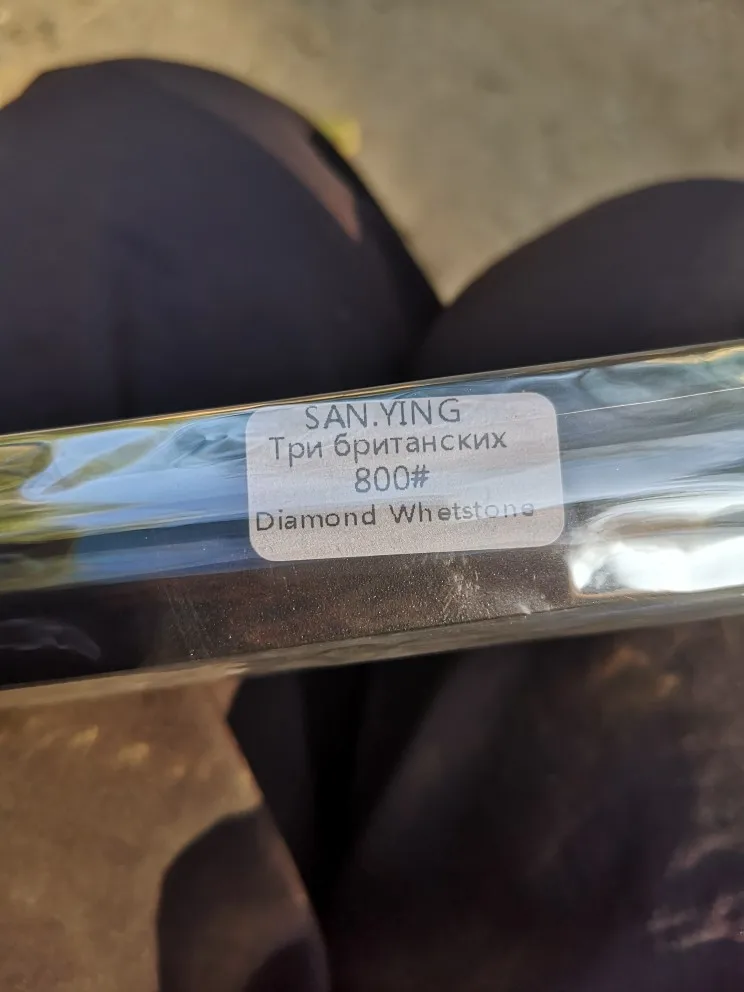 SAN.YING
Три британских
800#
Diamond Whetstone